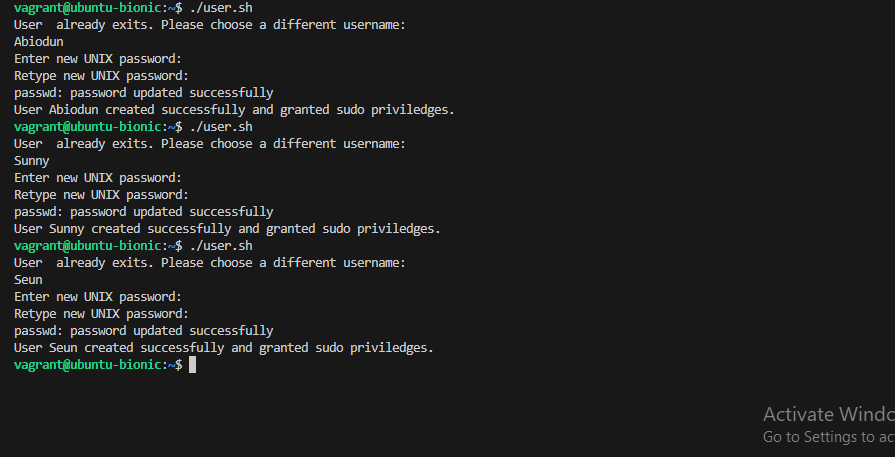 vagrant@ubuntu-bionic:~$ ./user.sh
User  already exits. Please choose a different username:
Abiodun
Enter new UNIX password:
Retype new UNIX password:
passwd: password updated successfully
User Abiodun created successfully and granted sudo priviledges.
vagrant@ubuntu-bionic:~$ ./user.sh
User  already exits. Please choose a different username:
Sunny
Enter new UNIX password:
Retype new UNIX password:
passwd: password updated successfully
User Sunny created successfully and granted sudo priviledges.
vagrant@ubuntu-bionic:~$ ./user.sh
User  already exits. Please choose a different username:
Seun
Enter new UNIX password:
Retype new UNIX password:
passwd: password updated successfully
User Seun created successfully and granted sudo priviledges.
vagrant@ubuntu-bionic:~$
Activate Windo
Go to Settings to ac